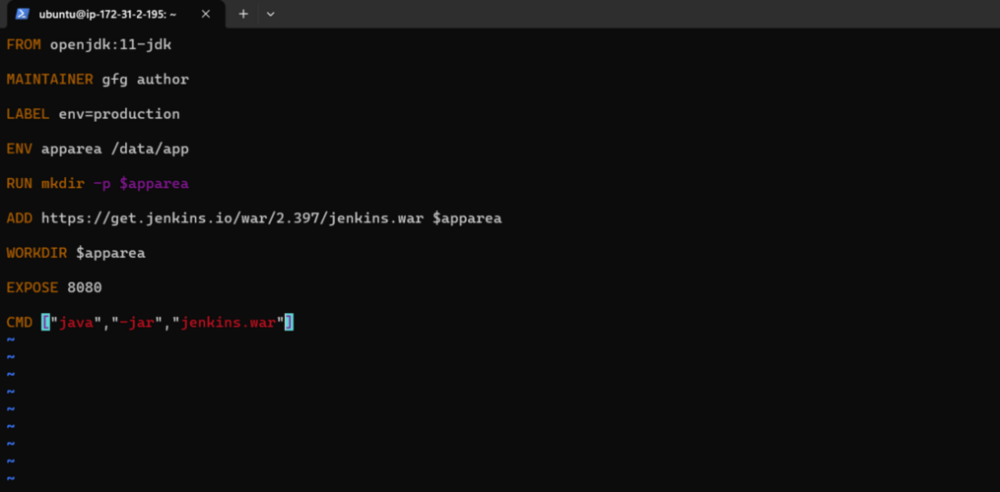 ubuntu@ip-172-31-2-195: ~
FROM openjdk:11-jdk
MAINTAINER gfg author
LABEL env=production
ENV apparea /data/app
RUN mkdir -p $apparea
ADD https://get.jenkins.io/war/2.397/jenkins.war $apparea
WORKDIR $apparea
EXPOSE 8080
CMD ["java","-jar","jenkins.war"]
~
~
~
~
~
~
~
~
~